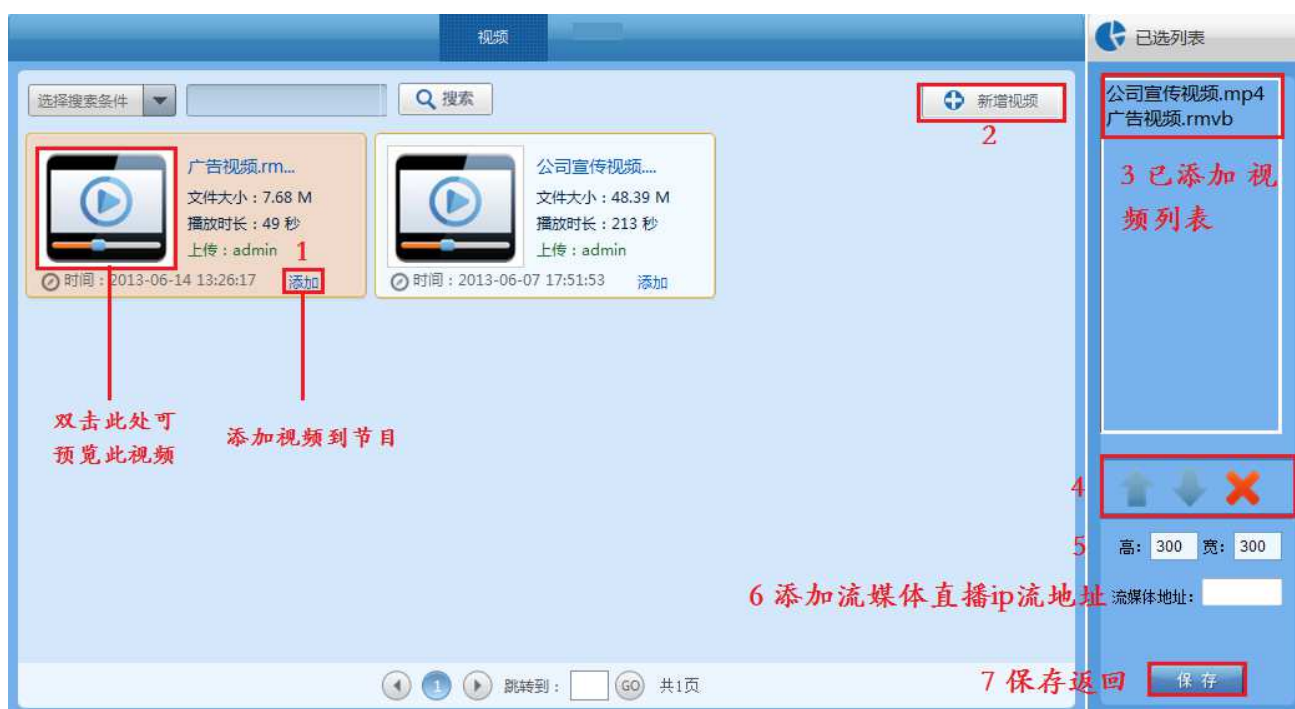 视频
已选列表
选择搜索条件
搜索
新增视频
2
公司宣传视频.mp4
广告视频.rmvb
3 已添加 视
频列表
广告视频.rm...
文件大小：7.68 M
播放时长：49 秒
上传：admin
1
时间：2013-06-14 13:26:17
添加
公司宣传视频....
文件大小：48.39 M
播放时长：213 秒
上传：admin
时间：2013-06-07 17:51:53
添加
双击此处可
预览此视频
添加视频到节目
4
5
高：300 宽：300
6 添加流媒体直播ip流地址
流媒体地址：
1
跳转到：
GO
共1页
7 保存返回
保 存